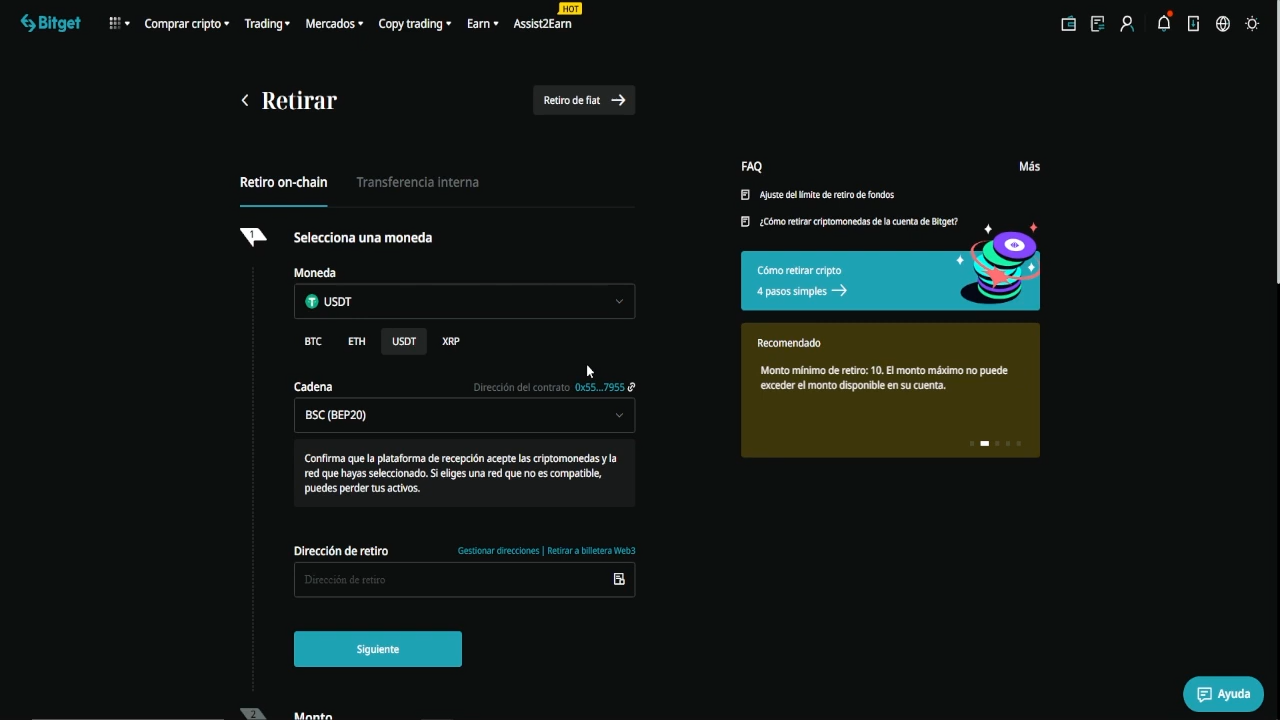 Bitget
Comprar cripto
Trading
Mercados
Copy trading
Earn
Assist2Earn
HOT
Retirar
Retiro de fiat
Retiro on-chain
Transferencia interna
1
Selecciona una moneda
Moneda
USDT
BTC ETH USDT XRP
Cadena
Dirección del contrato 0x55...7955
BSC (BEP20)
Confirma que la plataforma de recepción acepte las criptomonedas y la
red que hayas seleccionado. Si eliges una red que no es compatible,
puedes perder tus activos.
Dirección de retiro
Gestionar direcciones | Retirar a billetera Web3
Dirección de retiro
Siguiente
2
Monto
FAQ
Más
Ajuste del límite de retiro de fondos
¿Cómo retirar criptomonedas de la cuenta de Bitget?
Cómo retirar cripto
4 pasos simples
Recomendado
Monto mínimo de retiro: 10. El monto máximo no puede
exceder el monto disponible en su cuenta.
Ayuda